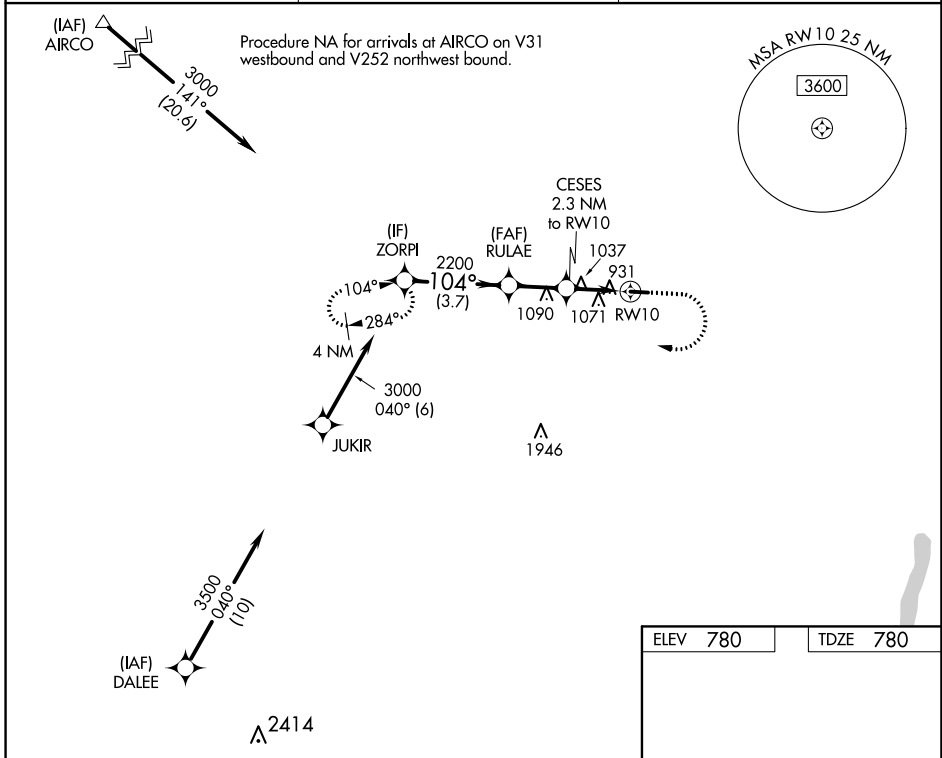 (IAF)
AIRCO
Procedure NA for arrivals at AIRCO on V31
westbound and V252 northwest bound.
3000
141°
(20.6)
MSA RW10 25 NM
3600
CESES
2.3 NM
to RW10
(IF)
ZORPI
(FAF)
RULAE
1037
2200
104°
(3.7)
931
104°
284°
1090
1071
RW10
4 NM
3000
040° (6)
JUKIR
1946
3500
040°
(10)
(IAF)
DALEE
2414
ELEV 780
TDZE 780